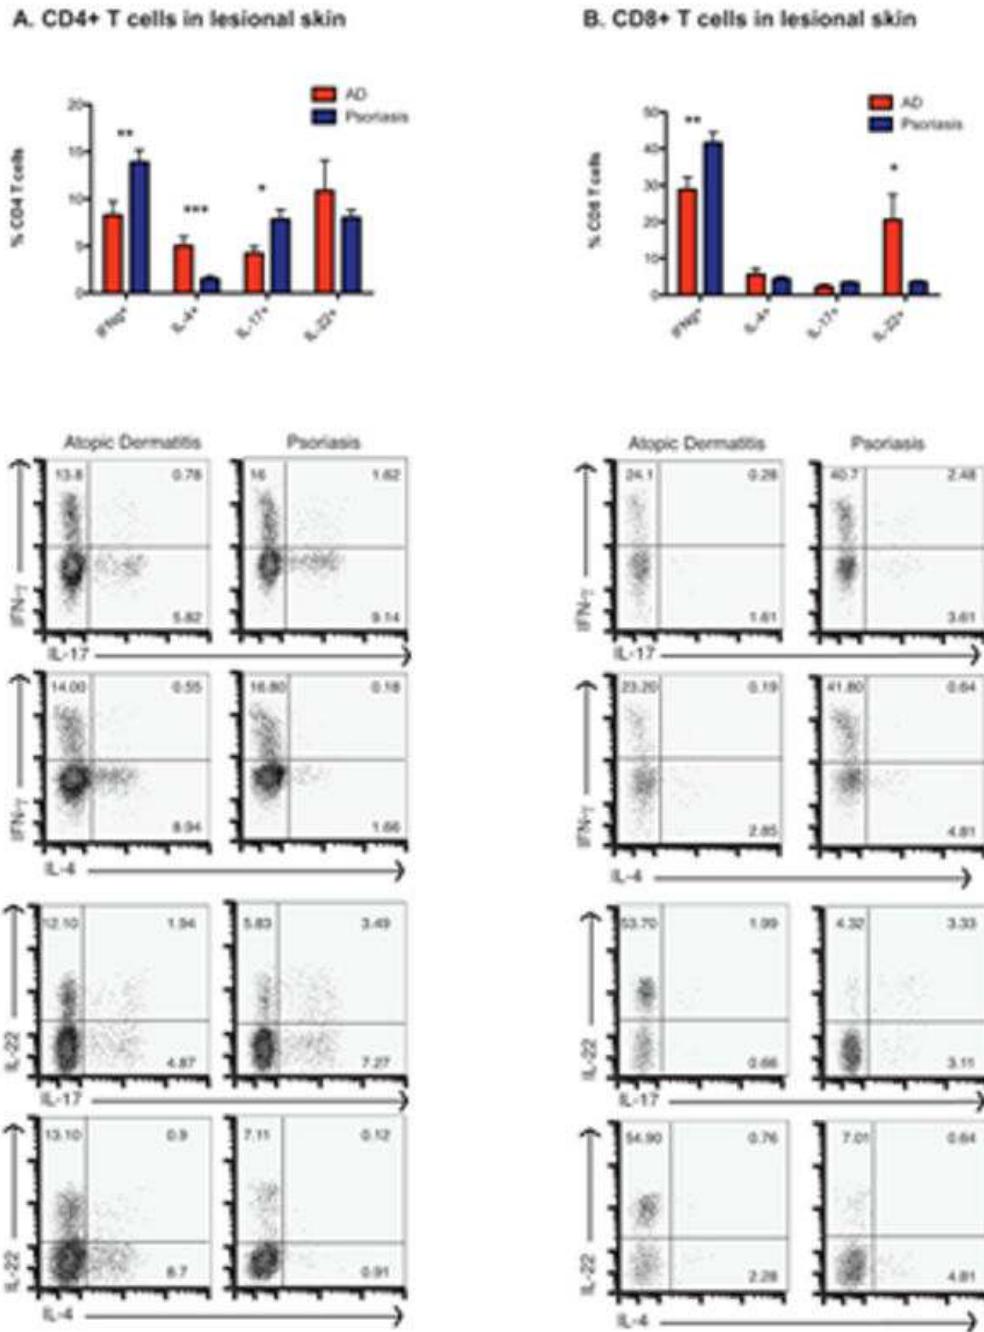 A. CD4+ T cells in lesional skin
B. CD8+ T cells in lesional skin
AD
Psoriasis
20
15
10
5
0
% CD4 T cells
**
***
*
IFNg+
IL-4+
IL-17+
IL-22+
AD
Psoriasis
50
40
30
20
10
0
% CD8 T cells
**
*
IFNg+
IL-4+
IL-17+
IL-22+
Atopic Dermatitis
Psoriasis
Atopic Dermatitis
Psoriasis
13.8
0.78
16
1.62
24.1
0.28
40.7
2.48
IFN-γ
IFN-γ
5.82
9.14
1.61
3.61
IL-17
IL-17
14.00
0.55
16.80
0.18
23.20
0.19
41.80
0.64
IFN-γ
IFN-γ
8.94
1.66
2.85
4.81
IL-4
IL-4
12.10
1.94
5.83
3.49
53.70
1.99
4.32
3.33
IL-22
IL-22
4.87
7.27
0.66
3.11
IL-17
IL-17
13.10
0.9
7.11
0.12
54.90
0.76
7.01
0.64
IL-22
IL-22
8.7
0.91
2.28
4.81
IL-4
IL-4